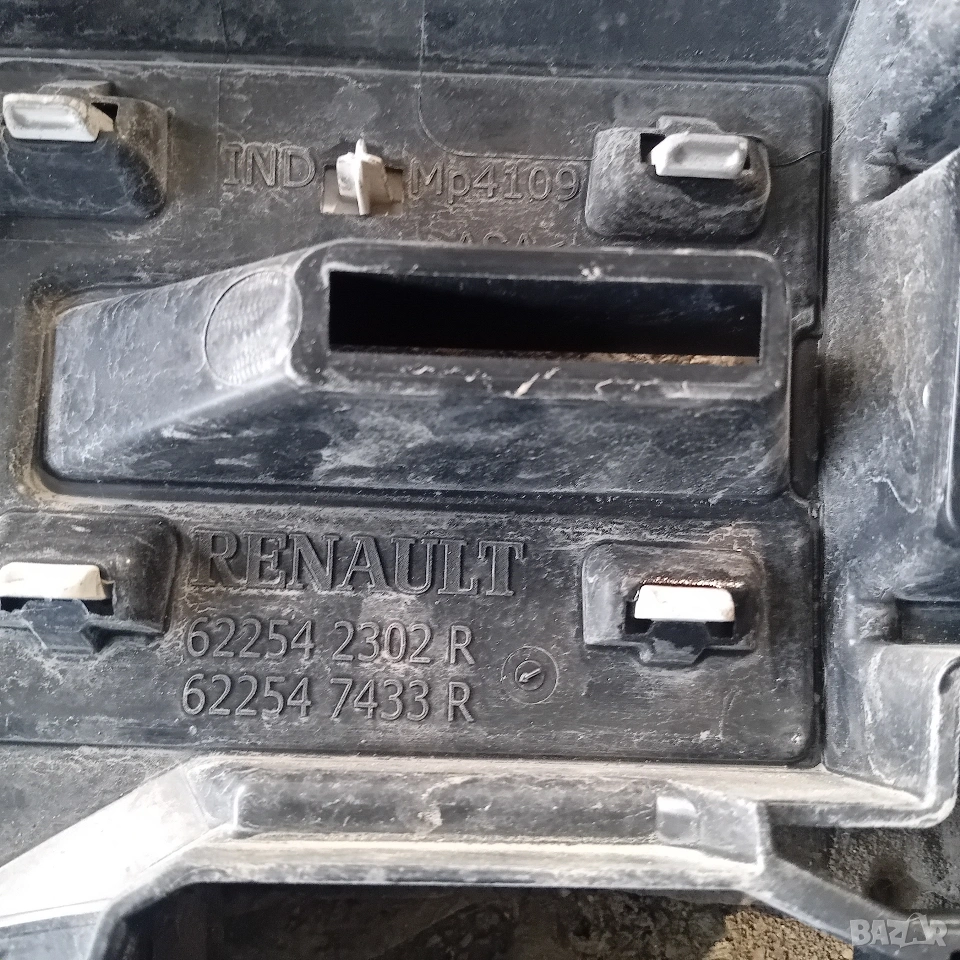 IND Mp4109
RENAULT
62254 2302 R
62254 7433 R
BAZAR